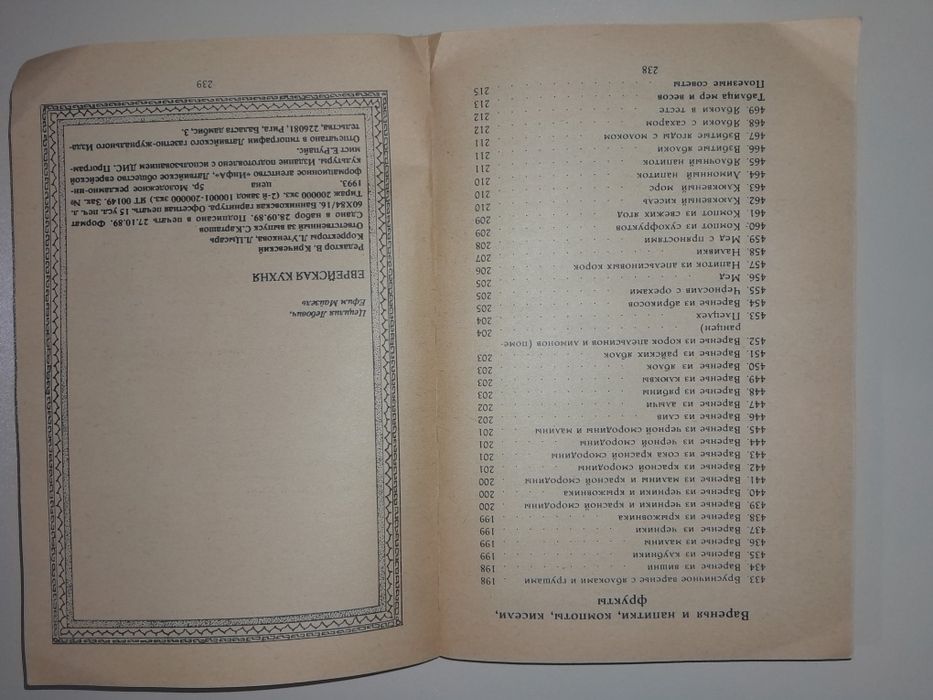 Варенья и напитки, компоты, кисели,
фрукты
433. Брусничное варенье с яблоками и грушами 198
434. Варенье из вишни 198
435. Варенье из клубники 199
436. Варенье из малины 199
437. Варенье из черники 199
438. Варенье из крыжовника 199
439. Варенье из черники и красной смородины 200
440. Варенье из черники и крыжовника 200
441. Варенье из малины и красной смородины 200
442. Варенье из красной смородины 201
443. Варенье из сока красной смородины 201
444. Варенье из черной смородины 201
445. Варенье из черной смородины и малины 201
446. Варенье из слив 202
447. Варенье из алычи 202
448. Варенье из рябины 203
449. Варенье из клюквы 203
450. Варенье из яблок 203
451. Варенье из райских яблок 203
452. Варенье из корок апельсинов и лимонов (поме-
ранцен) 204
453. Плецлех 204
454. Варенье из абрикосов 205
455. Чернослив с орехами 205
456. Мед 206
457. Напиток из апельсиновых корок 206
458. Наливки 207
459. Мед с пряностями 208
460. Компот из сухофруктов 209
461. Компот из свежих ягод 209
462. Клюквенный кисель 210
463. Клюквенный морс 210
464. Лимонный напиток 211
465. Яблочный напиток 211
466. Взбитые яблоки 211
467. Взбитые ягоды с молоком 212
468. Яблоки с сахаром 212
469. Яблоки в тесте 212
Таблица мер и весов 213
Полезные советы 215
238
Цецилия Лебович,
Ефим Майзель
ЕВРЕЙСКАЯ КУХНЯ
Редактор В. Кричевский
Корректоры Л.Утенкова, Л.Шмарь
Ответственный за выпуск С.Карташов
Сдано в набор 28.09.89. Подписано в печать 27.10.89. Формат
60Х84/16. Банниковская гарнитура. Офсетная печать 15 усл. печ. л.
Тираж 200000 экз. (2-й завод 100001-200000 экз.) ЯТ 00149. Зак. №
1993. цена 5р. Молодежное рекламно-ин-
формационное агентство «Инфа», Латвийское общество еврейской
культуры. Издание подготовлено с использованием ДИС. Програм-
мист Е.Рупайс.
Отпечатано в типографии Латвийского газетно-журнального Изда-
тельства, 226081, Рига, Баласта дамбис, 3.
239